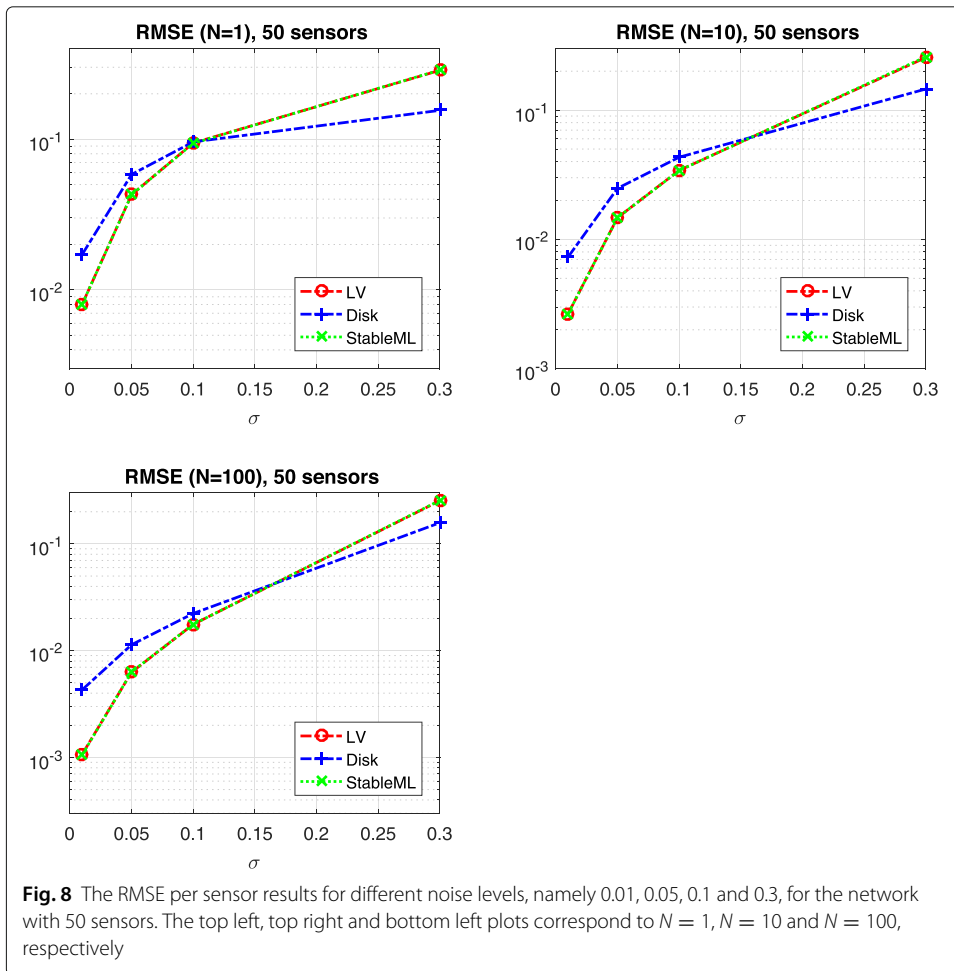 RMSE (N=1), 50 sensors
10^-1
10^-2
0 0.05 0.1 0.15 0.2 0.25 0.3
σ
LV
Disk
StableML
RMSE (N=10), 50 sensors
10^-1
10^-2
10^-3
0 0.05 0.1 0.15 0.2 0.25 0.3
σ
LV
Disk
StableML
RMSE (N=100), 50 sensors
10^-1
10^-2
10^-3
0 0.05 0.1 0.15 0.2 0.25 0.3
σ
LV
Disk
StableML
Fig. 8 The RMSE per sensor results for different noise levels, namely 0.01, 0.05, 0.1 and 0.3, for the network
with 50 sensors. The top left, top right and bottom left plots correspond to N = 1, N = 10 and N = 100,
respectively